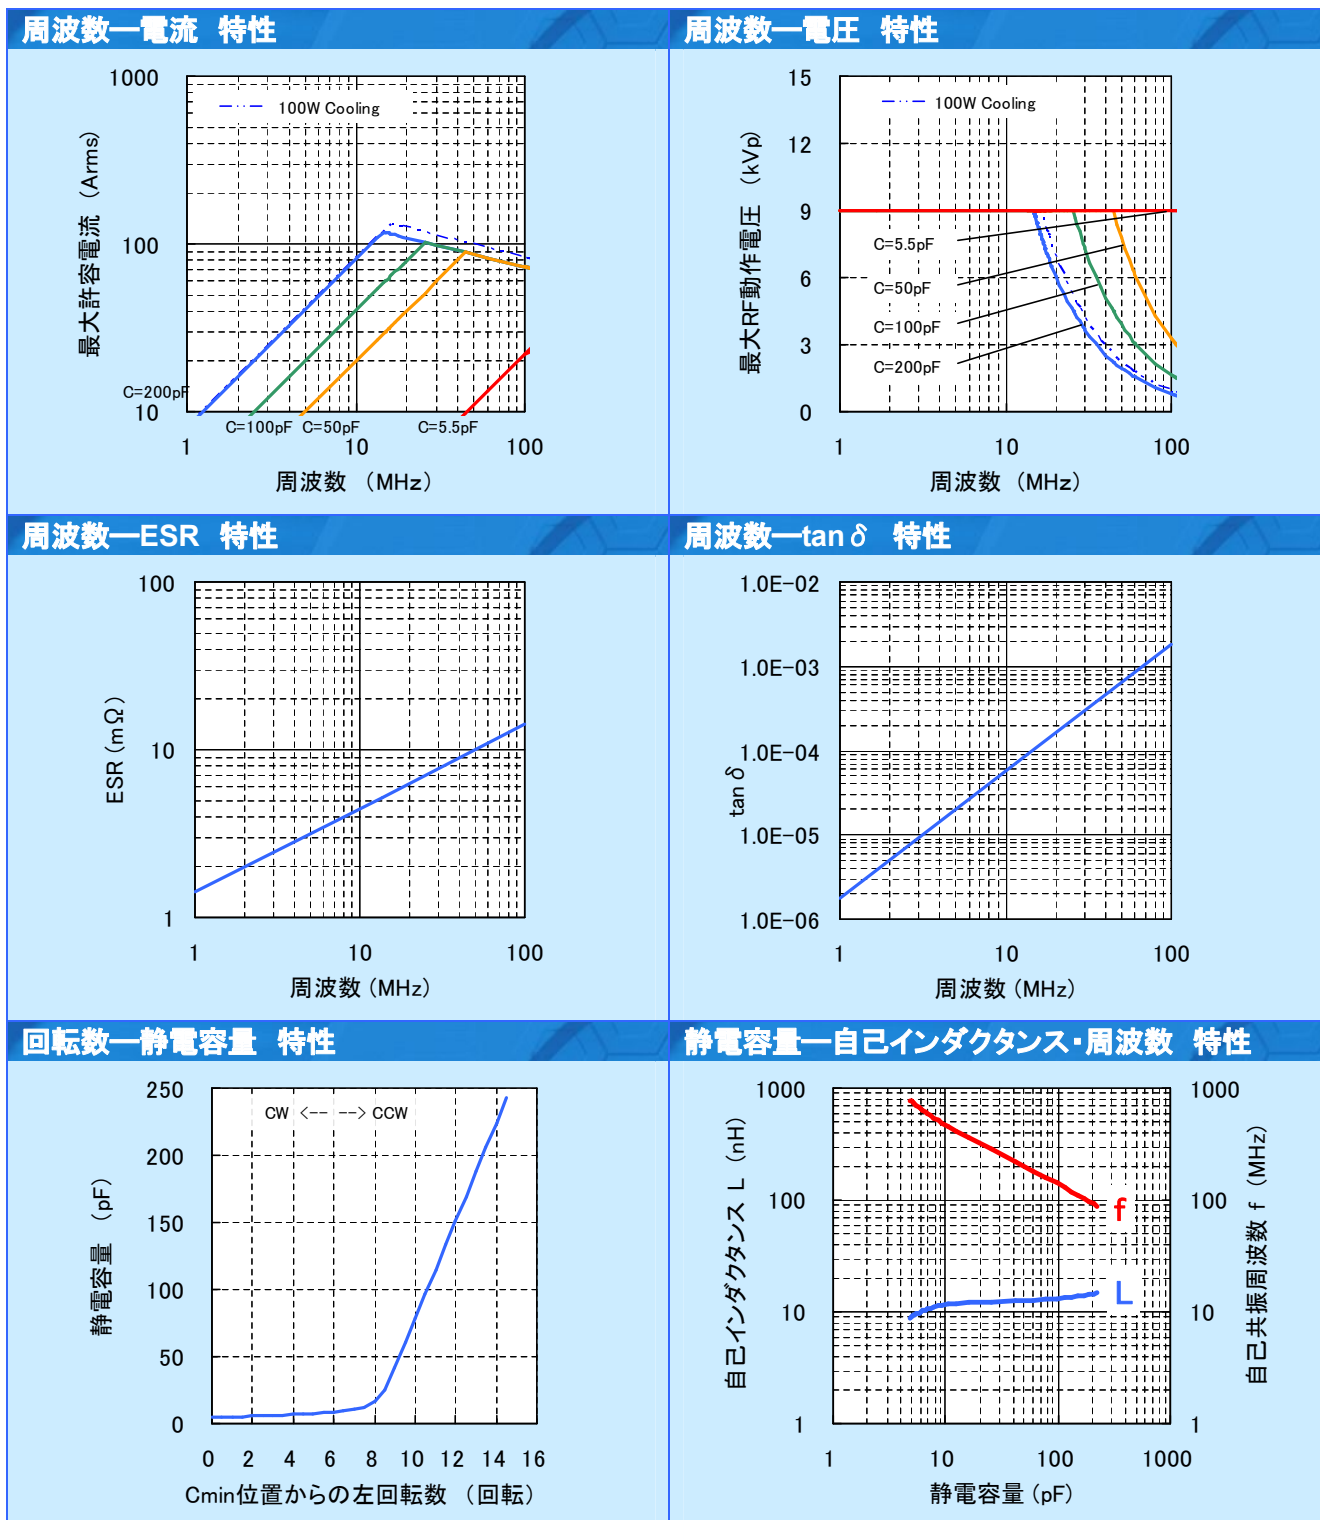 周波数―電流 特性
1000
100
10
1
10
100
100W Cooling
最大許容電流 (Arms)
C=200pF
C=100pF
C=50pF
C=5.5pF
周波数 (MHz)
周波数―電圧 特性
15
12
9
6
3
0
1
10
100
100W Cooling
最大RF動作電圧 (kVp)
C=5.5pF
C=50pF
C=100pF
C=200pF
周波数 (MHz)
周波数―ESR 特性
100
10
1
1
10
100
ESR (mΩ)
周波数 (MHz)
周波数―tanδ 特性
1.0E-02
1.0E-03
1.0E-04
1.0E-05
1.0E-06
1
10
100
tanδ
周波数 (MHz)
回転数―静電容量 特性
250
200
150
100
50
0
CW <-- --> CCW
静電容量 (pF)
0 2 4 6 8 10 12 14 16
Cmin位置からの左回転数 (回転)
静電容量―自己インダクタンス・周波数 特性
1000
100
10
1
1000
100
10
1
f
L
自己インダクタンス L (nH)
自己共振周波数 f (MHz)
1
10
100
1000
静電容量 (pF)